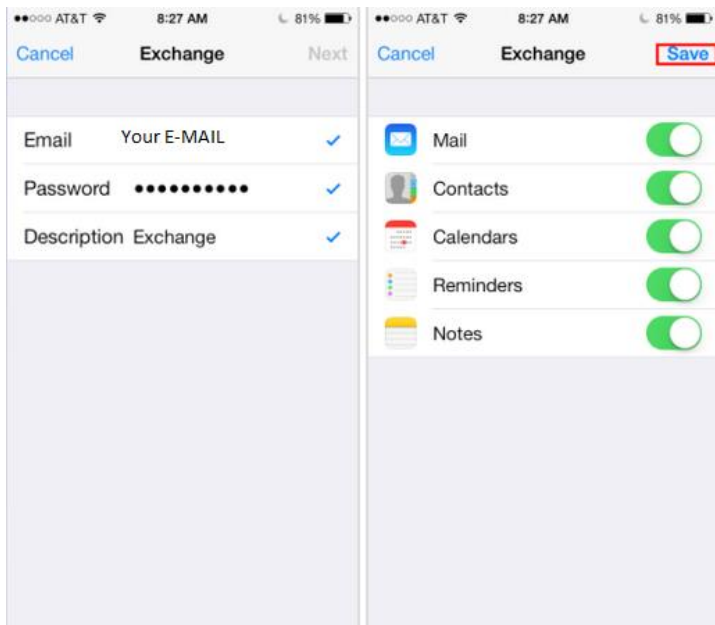 AT&T 8:27 AM 81%
Cancel Exchange Next
Email Your E-MAIL
Password ••••••••••
Description Exchange
AT&T 8:27 AM 81%
Cancel Exchange Save
Mail
Contacts
Calendars
Reminders
Notes